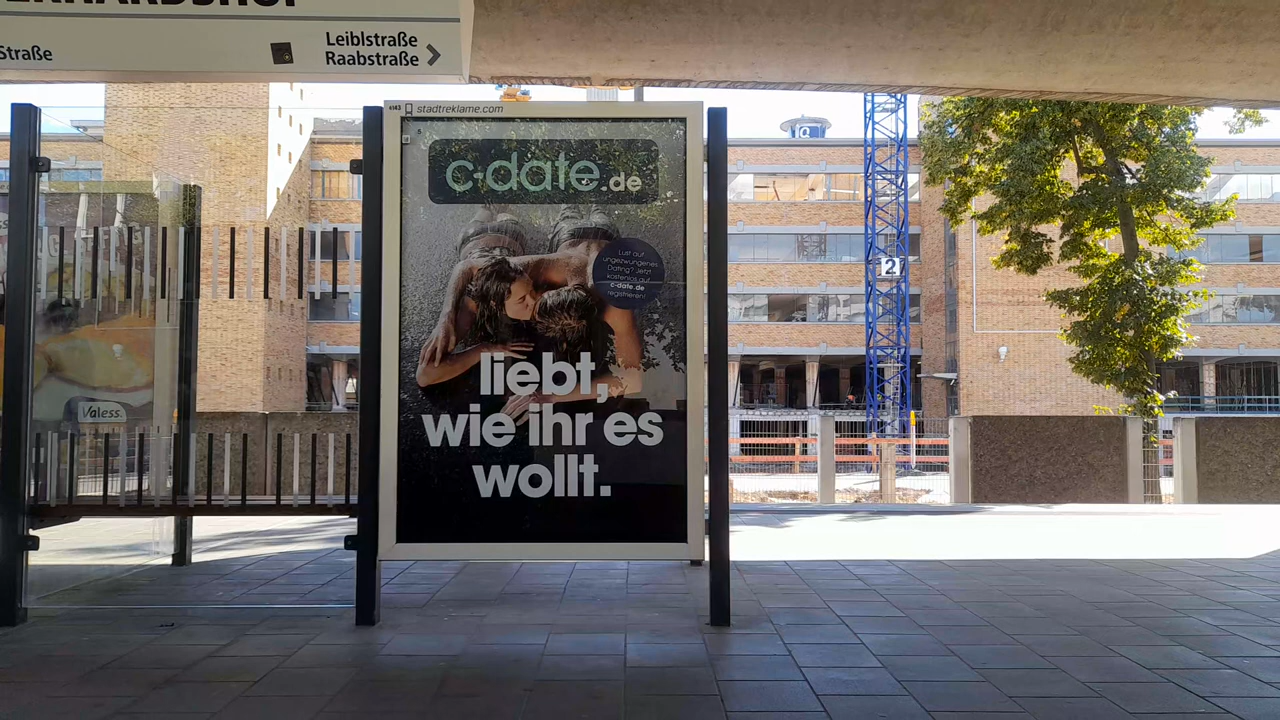 Straße
Leiblstraße
Raabstraße
stadtreklame.com
c-date.de
Lust auf
ungezwungenes
Dating? Jetzt
kostenlos auf
c-date.de
registrieren!
liebt,
wie ihr es
wollt.
Valess.
2